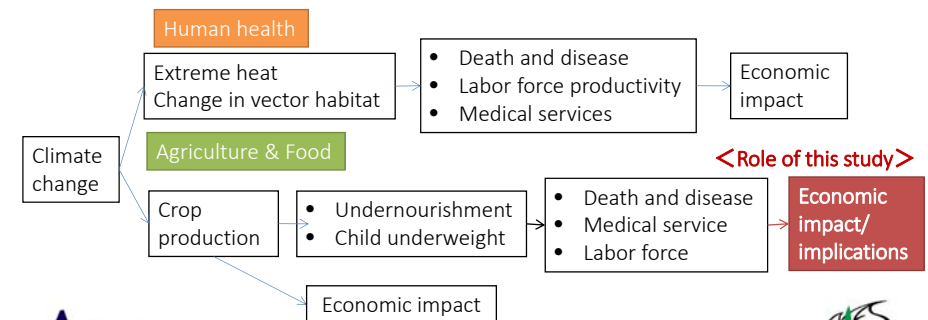 Human health
Extreme heat
Change in vector habitat
• Death and disease
• Labor force productivity
• Medical services
Economic
impact
Climate
change
Agriculture & Food
<Role of this study>
Crop
production
• Undernourishment
• Child underweight
• Death and disease
• Medical service
• Labor force
Economic
impact/
implications
Economic impact